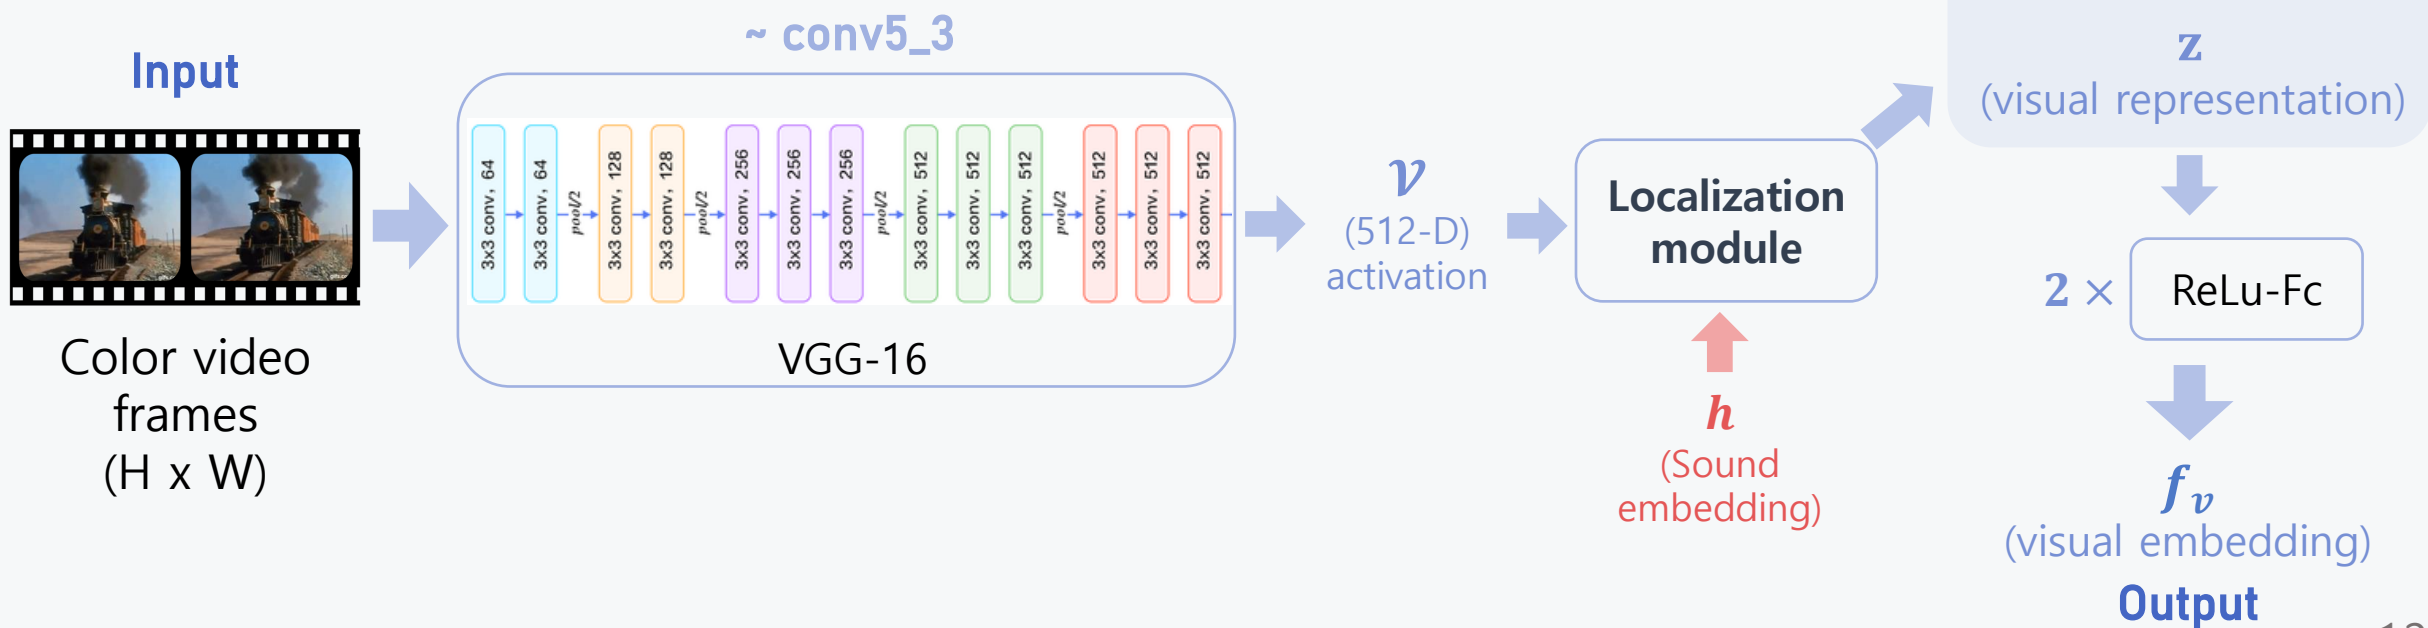 Input
Color video
frames
(H x W)
~ conv5_3
3x3 conv, 64
3x3 conv, 64
pool/2
3x3 conv, 128
3x3 conv, 128
pool/2
3x3 conv, 256
3x3 conv, 256
3x3 conv, 256
pool/2
3x3 conv, 512
3x3 conv, 512
3x3 conv, 512
pool/2
3x3 conv, 512
3x3 conv, 512
3x3 conv, 512
VGG-16
𝒱
(512-D)
activation
Localization
module
h
(Sound
embedding)
z
(visual representation)
2 × ReLu-Fc
f_v
(visual embedding)
Output